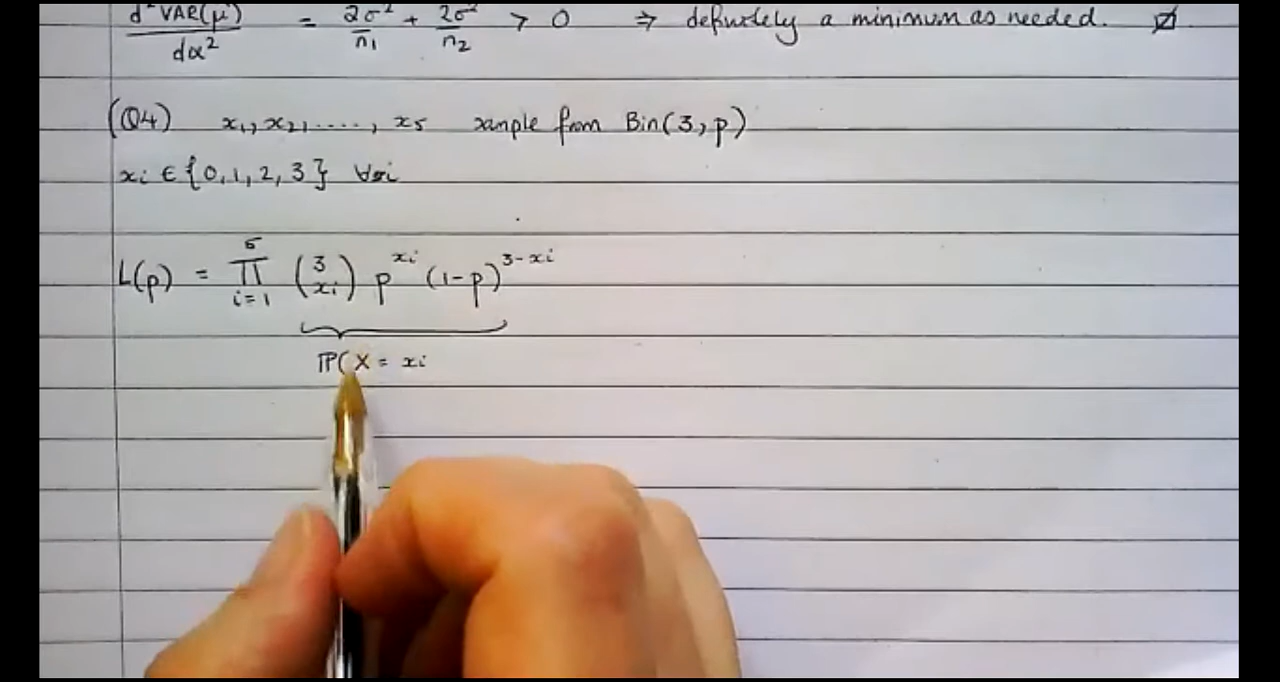 d²VAR(μ̂)/dα² = 2σ²/n₁ + 2σ²/n₂ > 0 ⇒ definitely a minimum as needed.
(Q4) x₁, x₂, ...., x₅ sample from Bin(3, p)
xi ∈ {0, 1, 2, 3} ∀xi
L(p) = ∏ᵢ₌₁⁵ (3 xi) p^xi (1-p)^3-xi
ℙ(X = xi